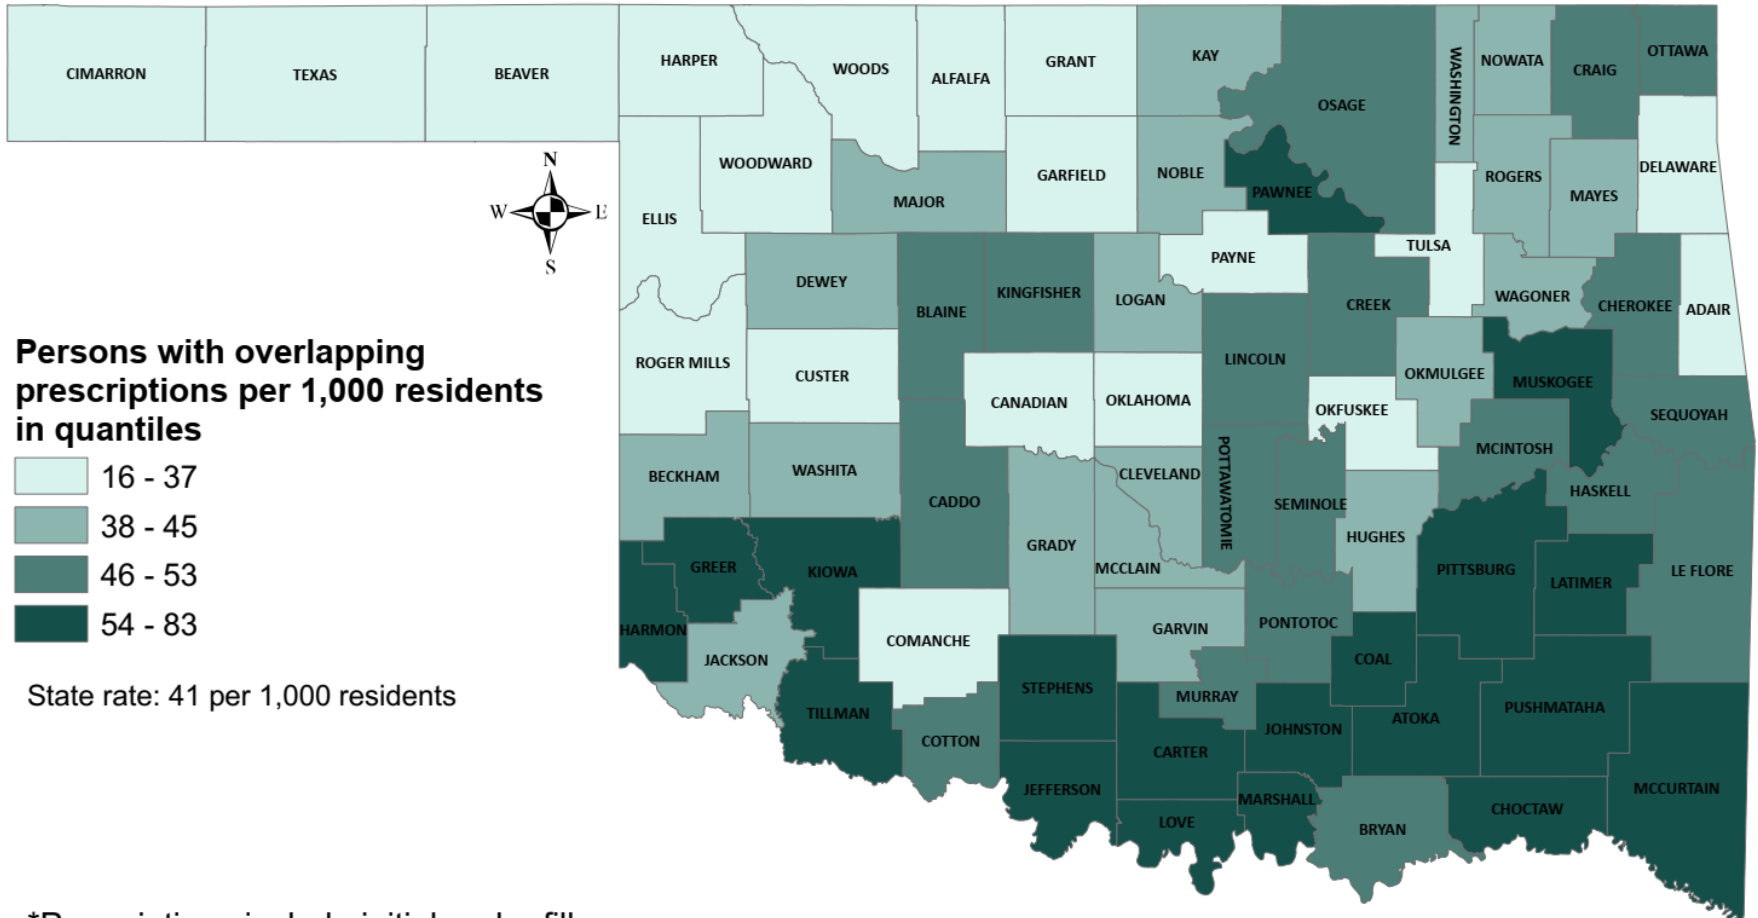 CIMARRON
TEXAS
BEAVER
HARPER
WOODS
ALFALFA
GRANT
KAY
OSAGE
WASHINGTON
NOWATA
CRAIG
OTTAWA
N
W E
S
ELLIS
WOODWARD
MAJOR
GARFIELD
NOBLE
PAWNEE
ROGERS
MAYES
DELAWARE
DEWEY
BLAINE
KINGFISHER
LOGAN
PAYNE
CREEK
TULSA
WAGONER
CHEROKEE
ADAIR
ROGER MILLS
CUSTER
CANADIAN
OKLAHOMA
LINCOLN
OKFUSKEE
OKMULGEE
MUSKOGEE
SEQUOYAH
BECKHAM
WASHITA
CADDO
GRADY
CLEVELAND
MCCLAIN
POTTAWATOMIE
SEMINOLE
HUGHES
MCINTOSH
HASKELL
PITTSBURG
LATIMER
LE FLORE
HARMON
GREER
KIOWA
JACKSON
COMANCHE
TILLMAN
COTTON
STEPHENS
GARVIN
MURRAY
PONTOTOC
COAL
JOHNSTON
ATOKA
PUSHMATAHA
JEFFERSON
CARTER
LOVE
MARSHALL
BRYAN
CHOCTAW
MCCURTAIN
Persons with overlapping
prescriptions per 1,000 residents
in quantiles
16 - 37
38 - 45
46 - 53
54 - 83
State rate: 41 per 1,000 residents